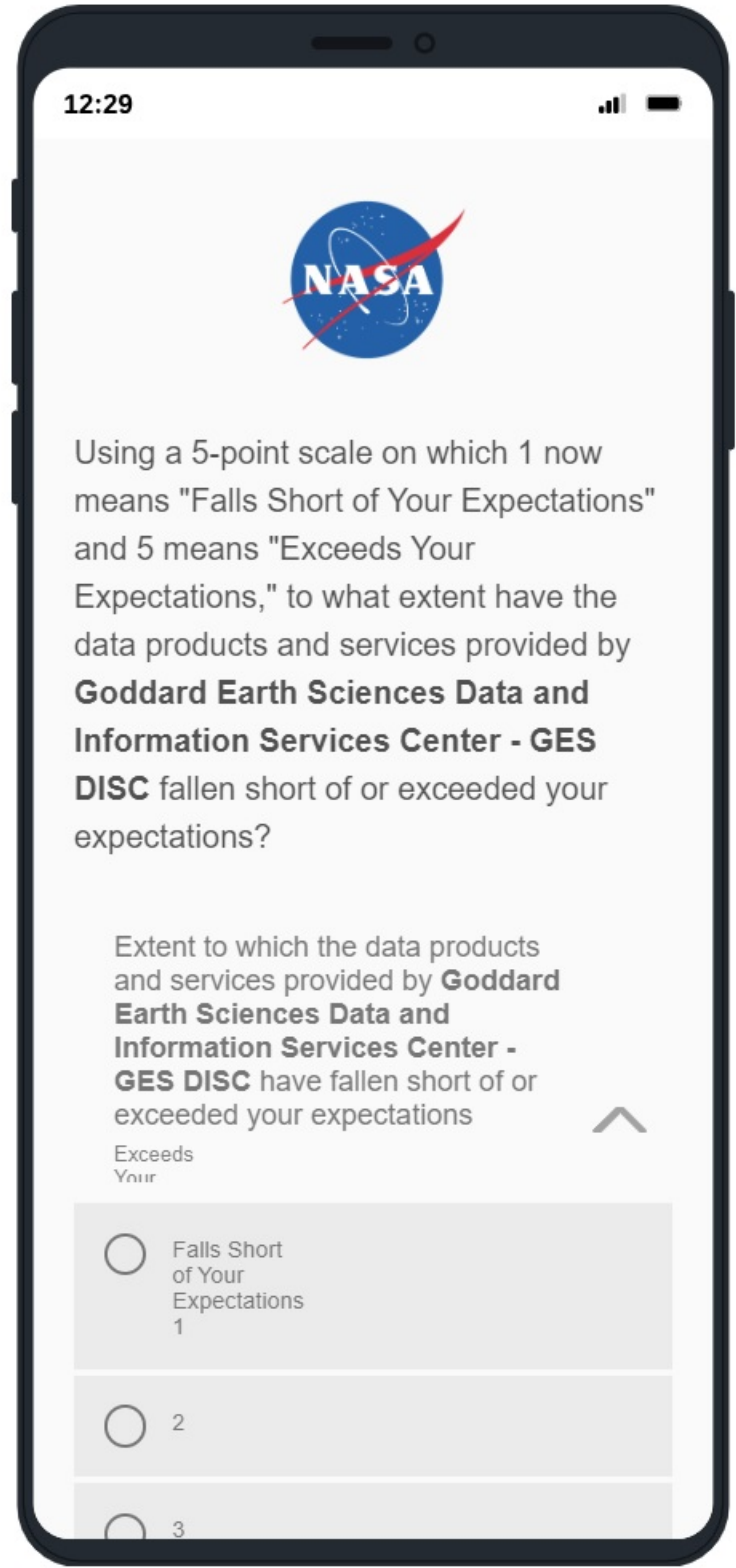 12:29
NASA
Using a 5-point scale on which 1 now
means "Falls Short of Your Expectations"
and 5 means "Exceeds Your
Expectations," to what extent have the
data products and services provided by
Goddard Earth Sciences Data and
Information Services Center - GES
DISC fallen short of or exceeded your
expectations?
Extent to which the data products
and services provided by Goddard
Earth Sciences Data and
Information Services Center -
GES DISC have fallen short of or
exceeded your expectations
Exceeds
Your
Falls Short
of Your
Expectations
1
2
3